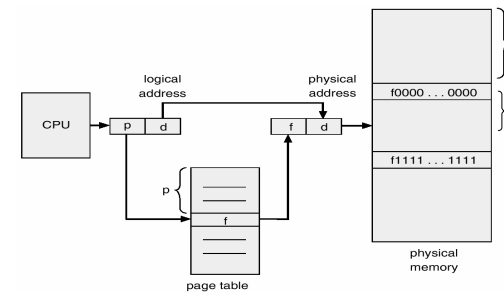 logical
address
physical
address
CPU
p d
f d
f0000 . . . 0000
f1111 . . . 1111
p
f
page table
physical
memory